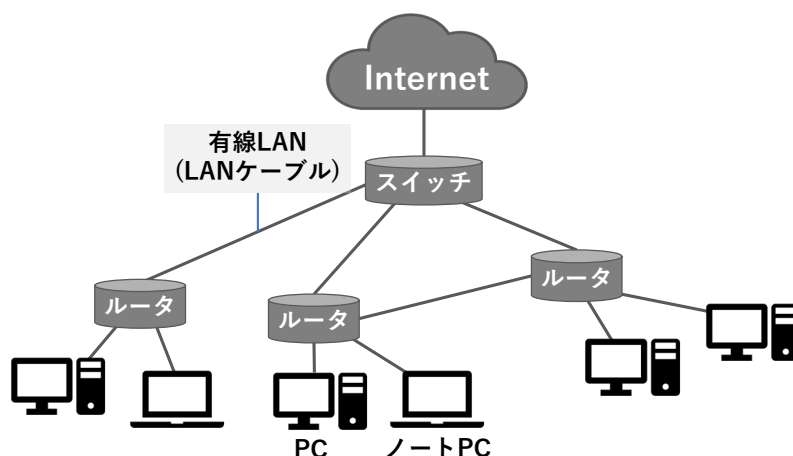 Internet
有線LAN
(LANケーブル)
スイッチ
ルータ
ルータ
ルータ
PC
ノートPC